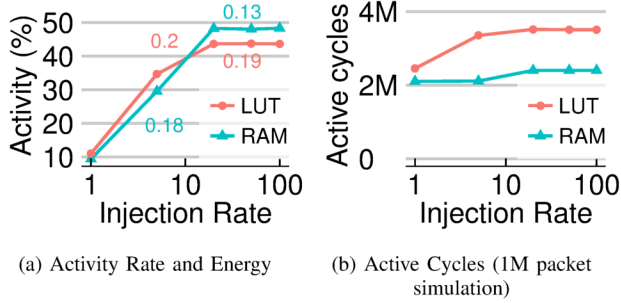 Activity (%)
50
40
30
20
10
0.13
0.2
0.19
0.18
LUT
RAM
1
10
100
Injection Rate
(a) Activity Rate and Energy
Active cycles
4M
2M
0
LUT
RAM
1
10
100
Injection Rate
(b) Active Cycles (1M packet
simulation)